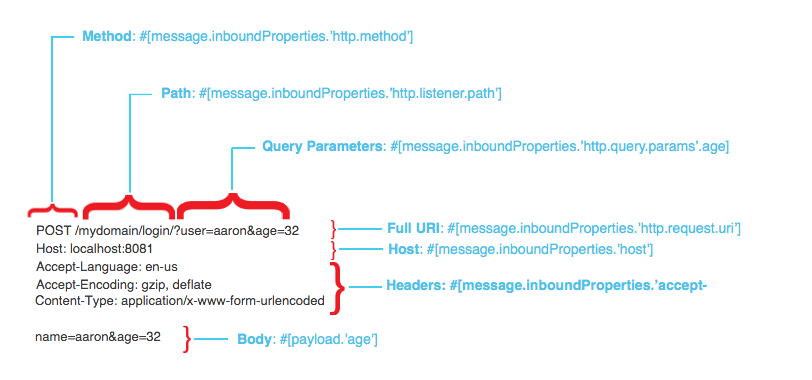 Method: #[message.inboundProperties.'http.method']
Path: #[message.inboundProperties.'http.listener.path']
Query Parameters: #[message.inboundProperties.'http.query.params'.age]
POST /mydomain/login/?user=aaron&age=32
Full URI: #[message.inboundProperties.'http.request.uri']
Host: localhost:8081
Host: #[message.inboundProperties.'host']
Accept-Language: en-us
Accept-Encoding: gzip, deflate
Headers: #[message.inboundProperties.'accept-
Content-Type: application/x-www-form-urlencoded
name=aaron&age=32
Body: #[payload.'age']